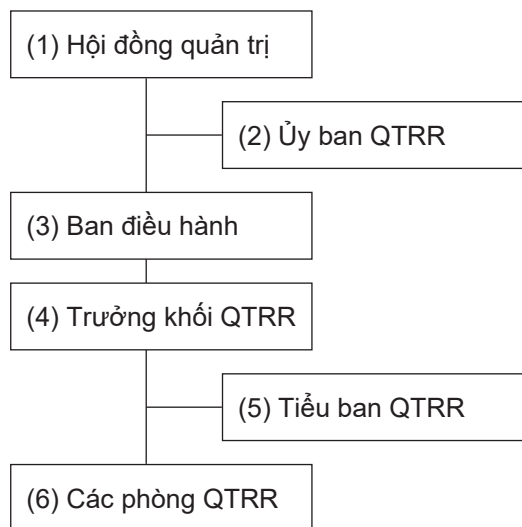 (1) Hội đồng quản trị
(2) Ủy ban QTRR
(3) Ban điều hành
(4) Trưởng khối QTRR
(5) Tiểu ban QTRR
(6) Các phòng QTRR